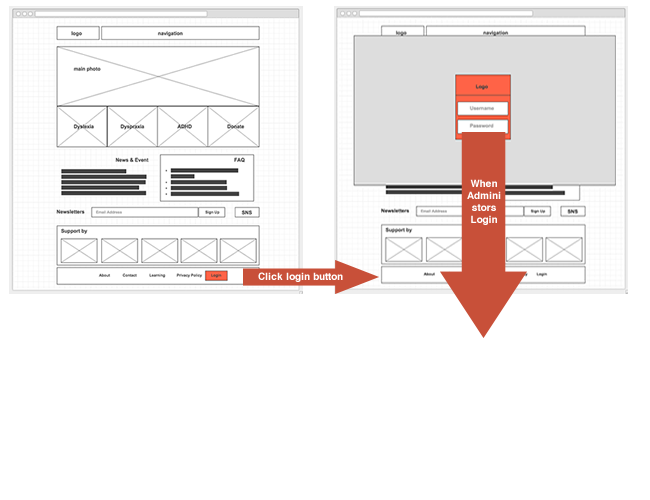 logo
navigation
main photo
Dyslexia
Dyspraxia
ADHD
Donate
News & Event
FAQ
Newsletters
Email Address
Sign Up
SNS
Support by
About
Contact
Learning
Privacy Policy
Login
Click login button
logo
navigation
Logo
Username
Password
When
Admini
stors
Login
Newsletters
Email Address
Sign Up
SNS
Support by
About
Login